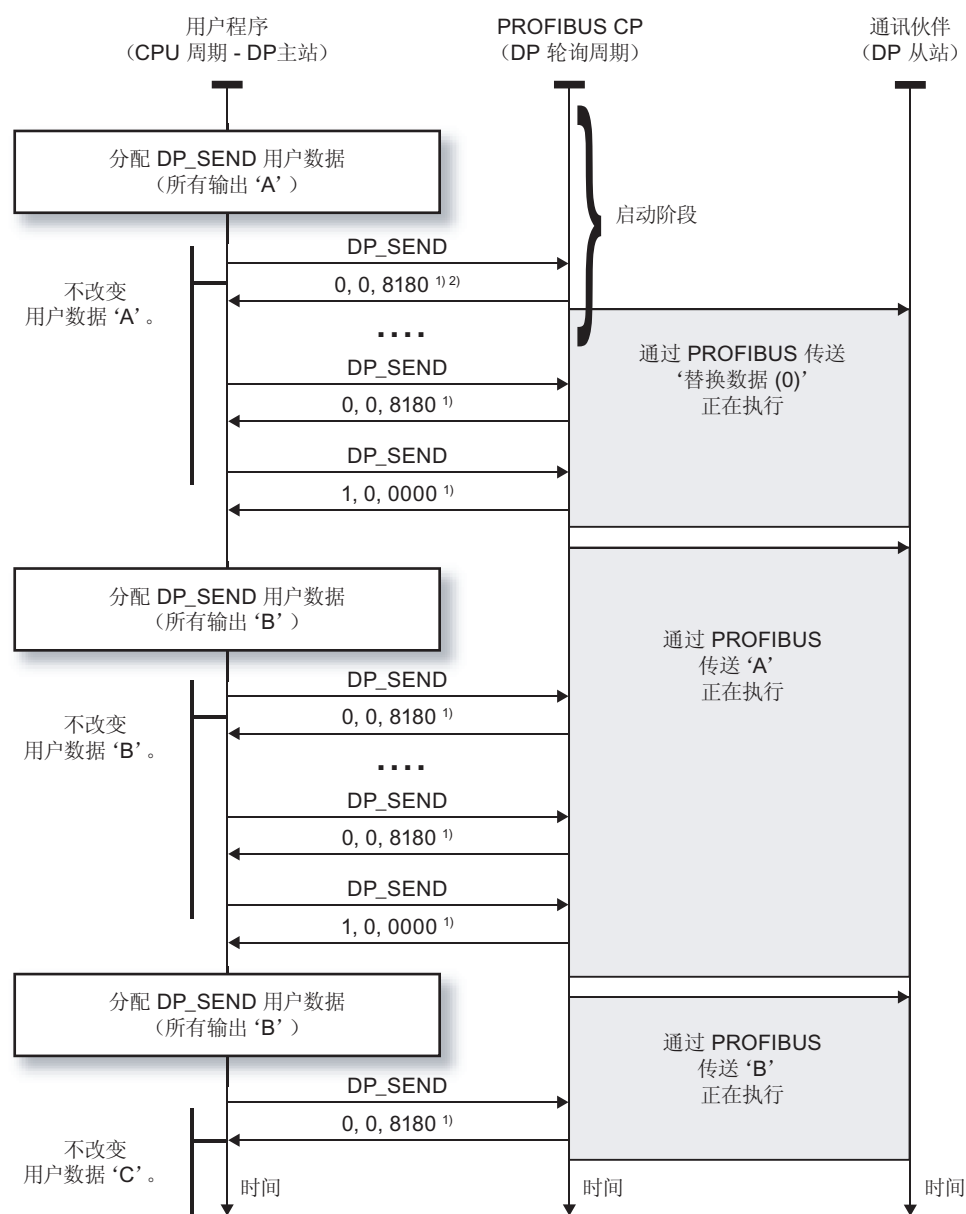 用户程序
（CPU 周期 - DP主站）
PROFIBUS CP
（DP 轮询周期）
通讯伙伴
（DP 从站）
分配 DP_SEND 用户数据
（所有输出 ‘A’ ）
启动阶段
DP_SEND
0, 0, 8180 1) 2)
不改变
用户数据 ‘A’ 。
....
DP_SEND
0, 0, 8180 1)
通过 PROFIBUS 传送
‘替换数据 (0)’
正在执行
DP_SEND
1, 0, 0000 1)
分配 DP_SEND 用户数据
（所有输出 ‘B’ ）
通过 PROFIBUS
传送 ‘A’
正在执行
DP_SEND
0, 0, 8180 1)
不改变
用户数据 ‘B’ 。
....
DP_SEND
0, 0, 8180 1)
DP_SEND
1, 0, 0000 1)
分配 DP_SEND 用户数据
（所有输出 ‘B’ ）
通过 PROFIBUS
传送 ‘B’
正在执行
DP_SEND
0, 0, 8180 1)
不改变
用户数据 ‘C’ 。
时间
时间
时间